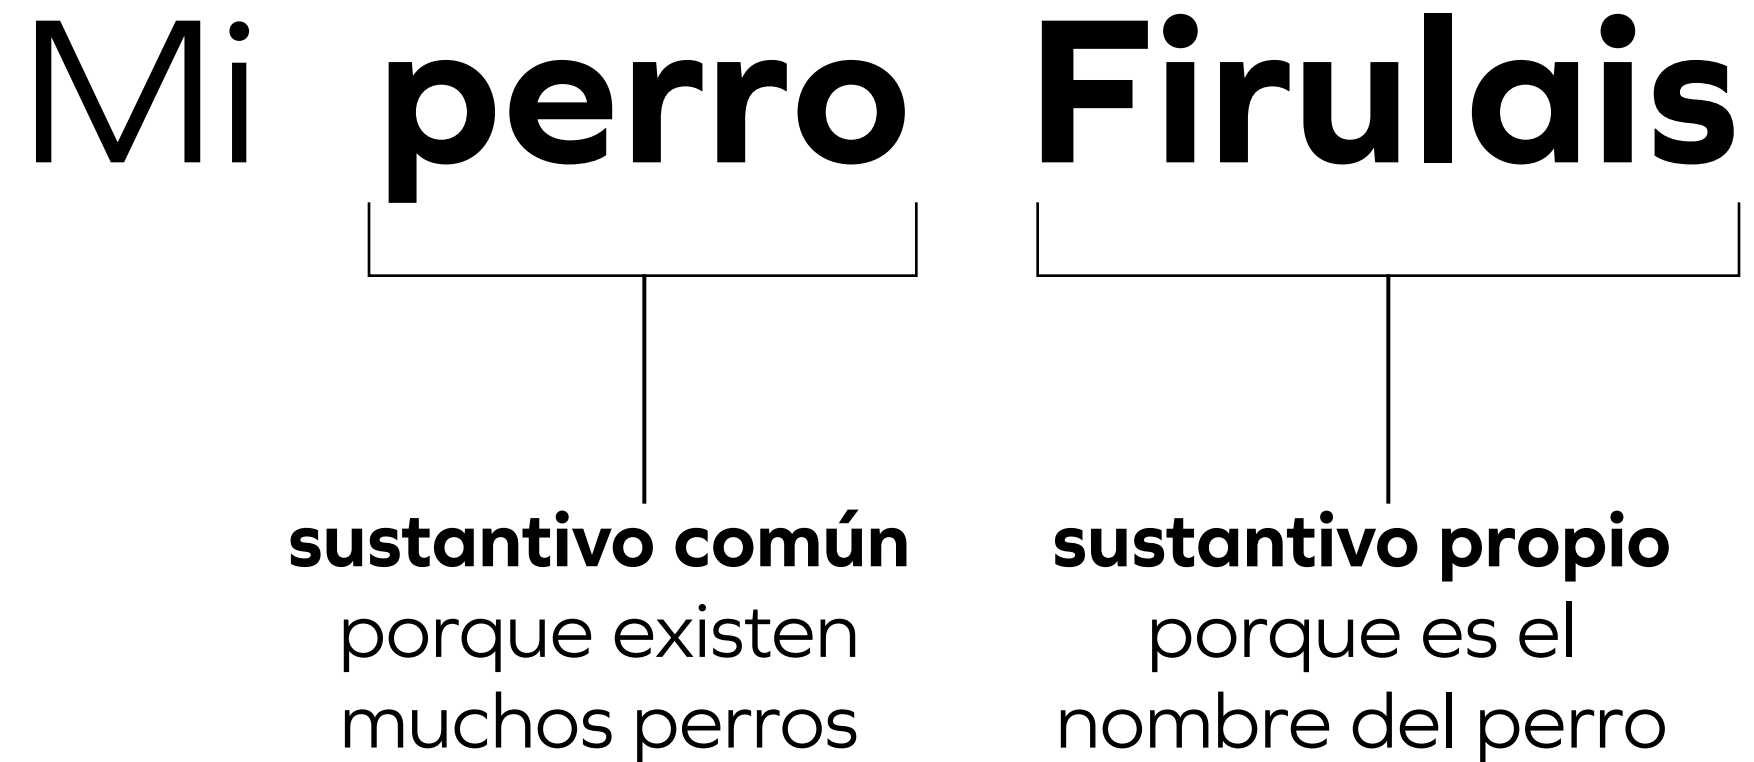 Mi perro Firulais
sustantivo común
porque existen
muchos perros
sustantivo propio
porque es el
nombre del perro